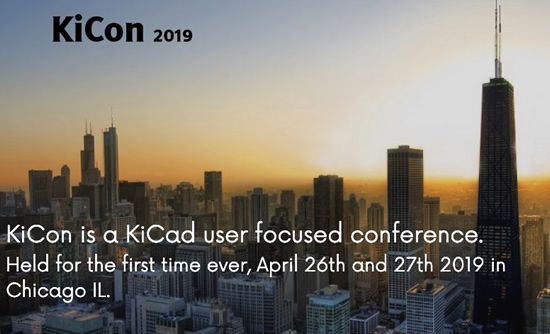 KiCon 2019
KiCon is a KiCad user focused conference.
Held for the first time ever, April 26th and 27th 2019 in
Chicago IL.